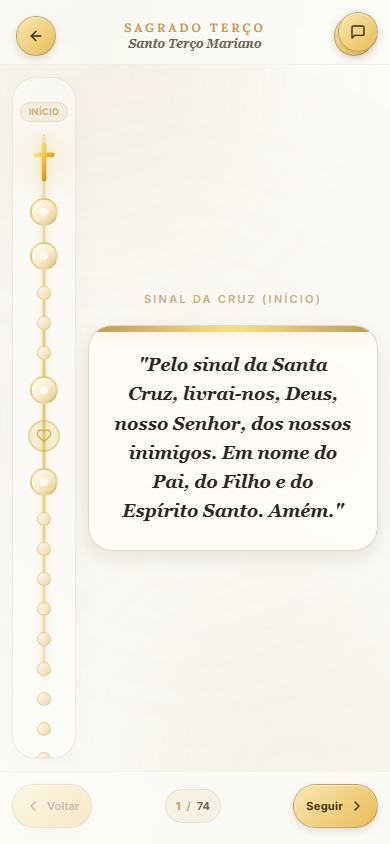 SAGRADO TERÇO
Santo Terço Mariano
INÍCIO
SINAL DA CRUZ (INÍCIO)
"Pelo sinal da Santa
Cruz, livrai-nos, Deus,
nosso Senhor, dos nossos
inimigos. Em nome do
Pai, do Filho e do
Espírito Santo. Amém."
Voltar
1 / 74
Seguir